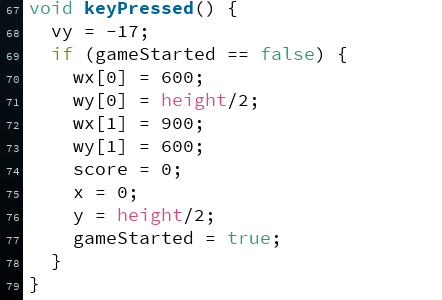 67 void keyPressed() {
68   vy = -17;
69   if (gameStarted == false) {
70     wx[0] = 600;
71     wy[0] = height/2;
72     wx[1] = 900;
73     wy[1] = 600;
74     score = 0;
75     x = 0;
76     y = height/2;
77     gameStarted = true;
78   }
79 }